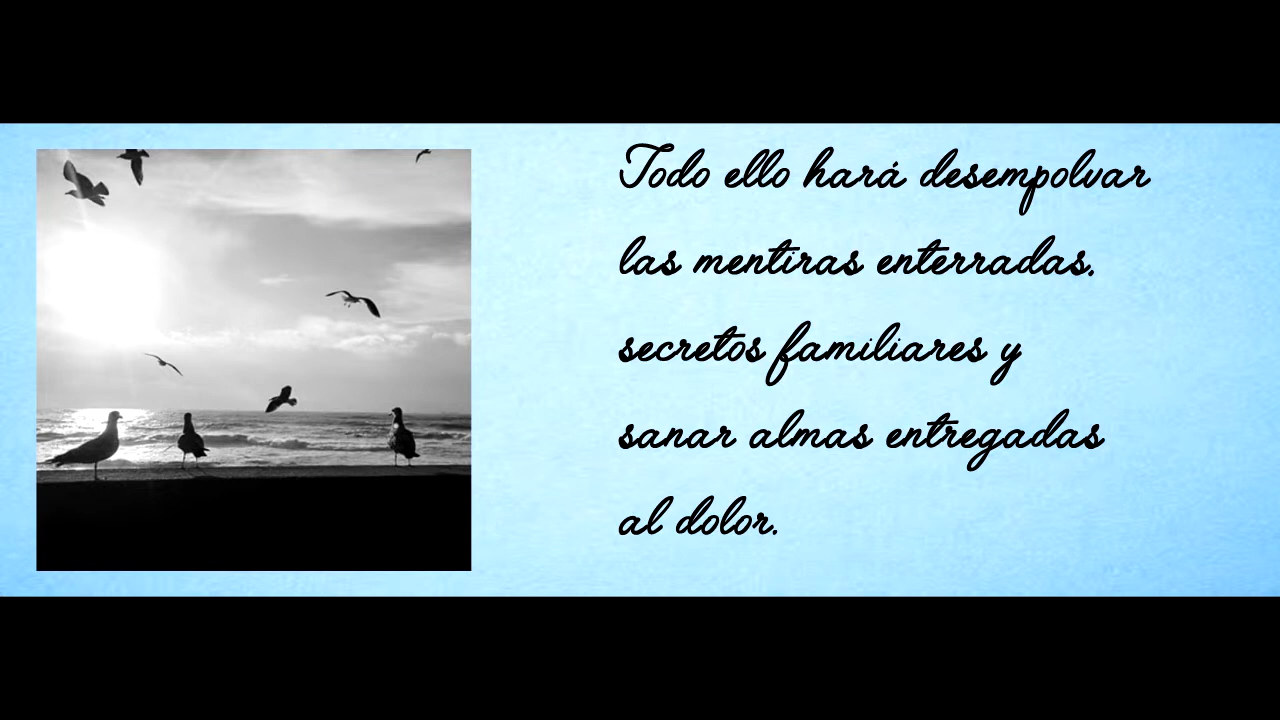 Todo ello hará desempolvar
las mentiras enterradas.
secretos familiares y
sanar almas entregadas
al dolor.